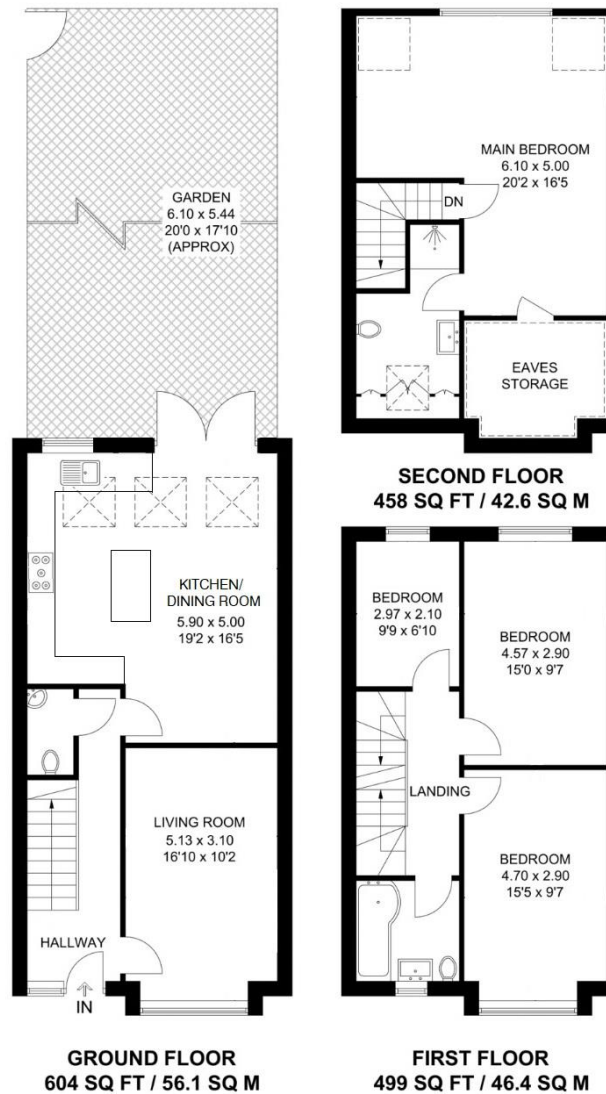 GARDEN
6.10 x 5.44
20'0 x 17'10
(APPROX)
KITCHEN/
DINING ROOM
5.90 x 5.00
19'2 x 16'5
LIVING ROOM
5.13 x 3.10
16'10 x 10'2
HALLWAY
IN
GROUND FLOOR
604 SQ FT / 56.1 SQ M
MAIN BEDROOM
6.10 x 5.00
20'2 x 16'5
DN
EAVES
STORAGE
SECOND FLOOR
458 SQ FT / 42.6 SQ M
BEDROOM
2.97 x 2.10
9'9 x 6'10
BEDROOM
4.57 x 2.90
15'0 x 9'7
LANDING
BEDROOM
4.70 x 2.90
15'5 x 9'7
FIRST FLOOR
499 SQ FT / 46.4 SQ M